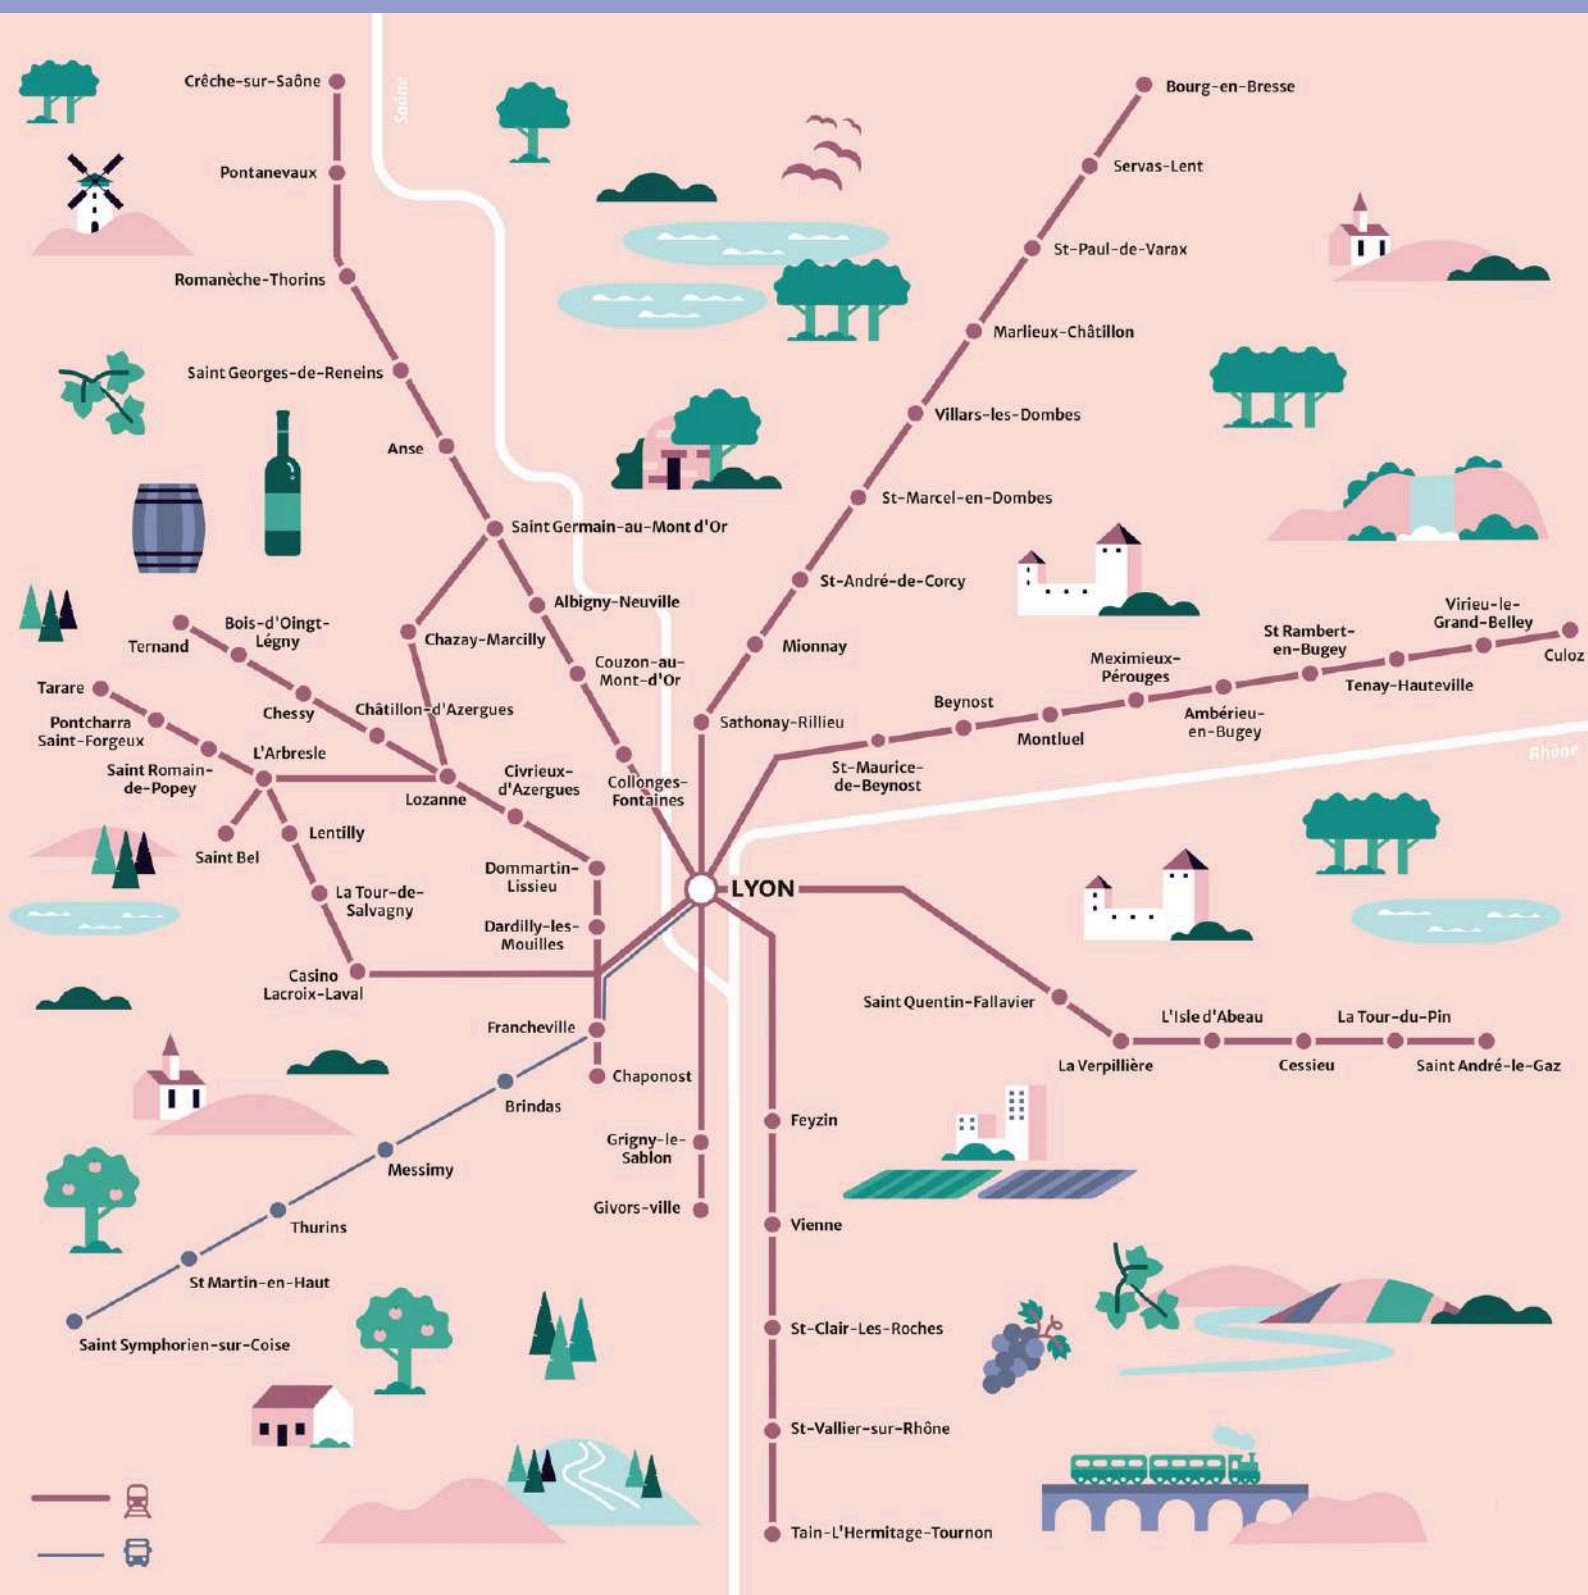 Saône
Crêche-sur-Saône
Bourg-en-Bresse
Pontanevaux
Servas-Lent
St-Paul-de-Varax
Romanèche-Thorins
Marlieux-Châtillon
Saint Georges-de-Reneins
Villars-les-Dombes
Anse
St-Marcel-en-Dombes
Saint Germain-au-Mont d'Or
St-André-de-Corcy
Albigny-Neuville
Bois-d'Oingt-
Légny
Ternand
Chazay-Marcilly
Mionnay
Virieu-le-
Grand-Belley
St Rambert-
en-Bugey
Culoz
Couzon-au-
Mont-d'Or
Meximieux-
Pérouges
Tarare
Tenay-Hauteville
Beynost
Chessy
Châtillon-d'Azergues
Sathonay-Rillieu
Ambérieu-
en-Bugey
Pontcharra
Saint-Forgeux
Montluel
L'Arbresle
Rhône
Saint Romain-
de-Popey
Civrieux-
d'Azergues
Collonges-
Fontaines
St-Maurice-
de-Beynost
Lozanne
Lentilly
Saint Bel
Dommartin-
Lissieu
LYON
La Tour-de-
Salvagny
Dardilly-les-
Mouilles
Casino
Lacroix-Laval
Saint Quentin-Fallavier
L'Isle d'Abeau
La Tour-du-Pin
Francheville
La Verpillière
Cessieu
Saint André-le-Gaz
Chaponost
Brindas
Feyzin
Grigny-le-
Sablon
Messimy
Givors-ville
Thurins
Vienne
St Martin-en-Haut
St-Clair-Les-Roches
Saint Symphorien-sur-Coise
St-Vallier-sur-Rhône
Tain-L'Hermitage-Tournon